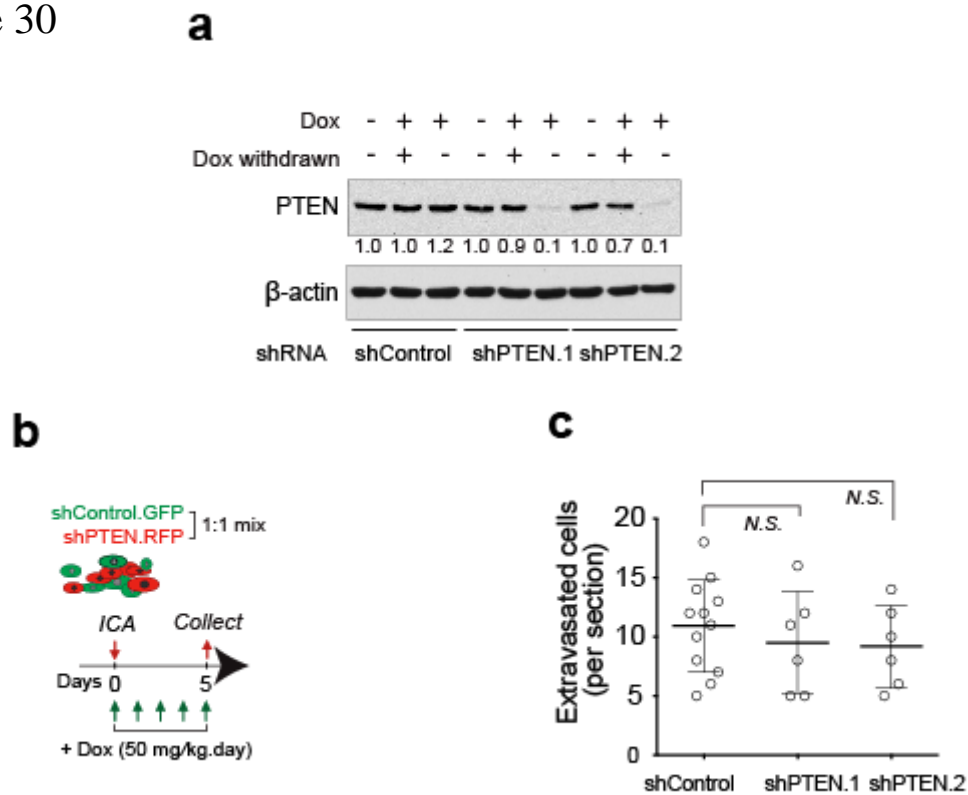 30
a
Dox - + + - + + - + +
Dox withdrawn - + - - + - - + -
PTEN
1.0 1.0 1.2 1.0 0.9 0.1 1.0 0.7 0.1
β-actin
shRNA shControl shPTEN.1 shPTEN.2
b
shControl.GFP
shPTEN.RFP
1:1 mix
ICA Collect
Days 0 5
+ Dox (50 mg/kg.day)
c
N.S.
N.S.
Extravasated cells
(per section)
20
15
10
5
0
shControl shPTEN.1 shPTEN.2